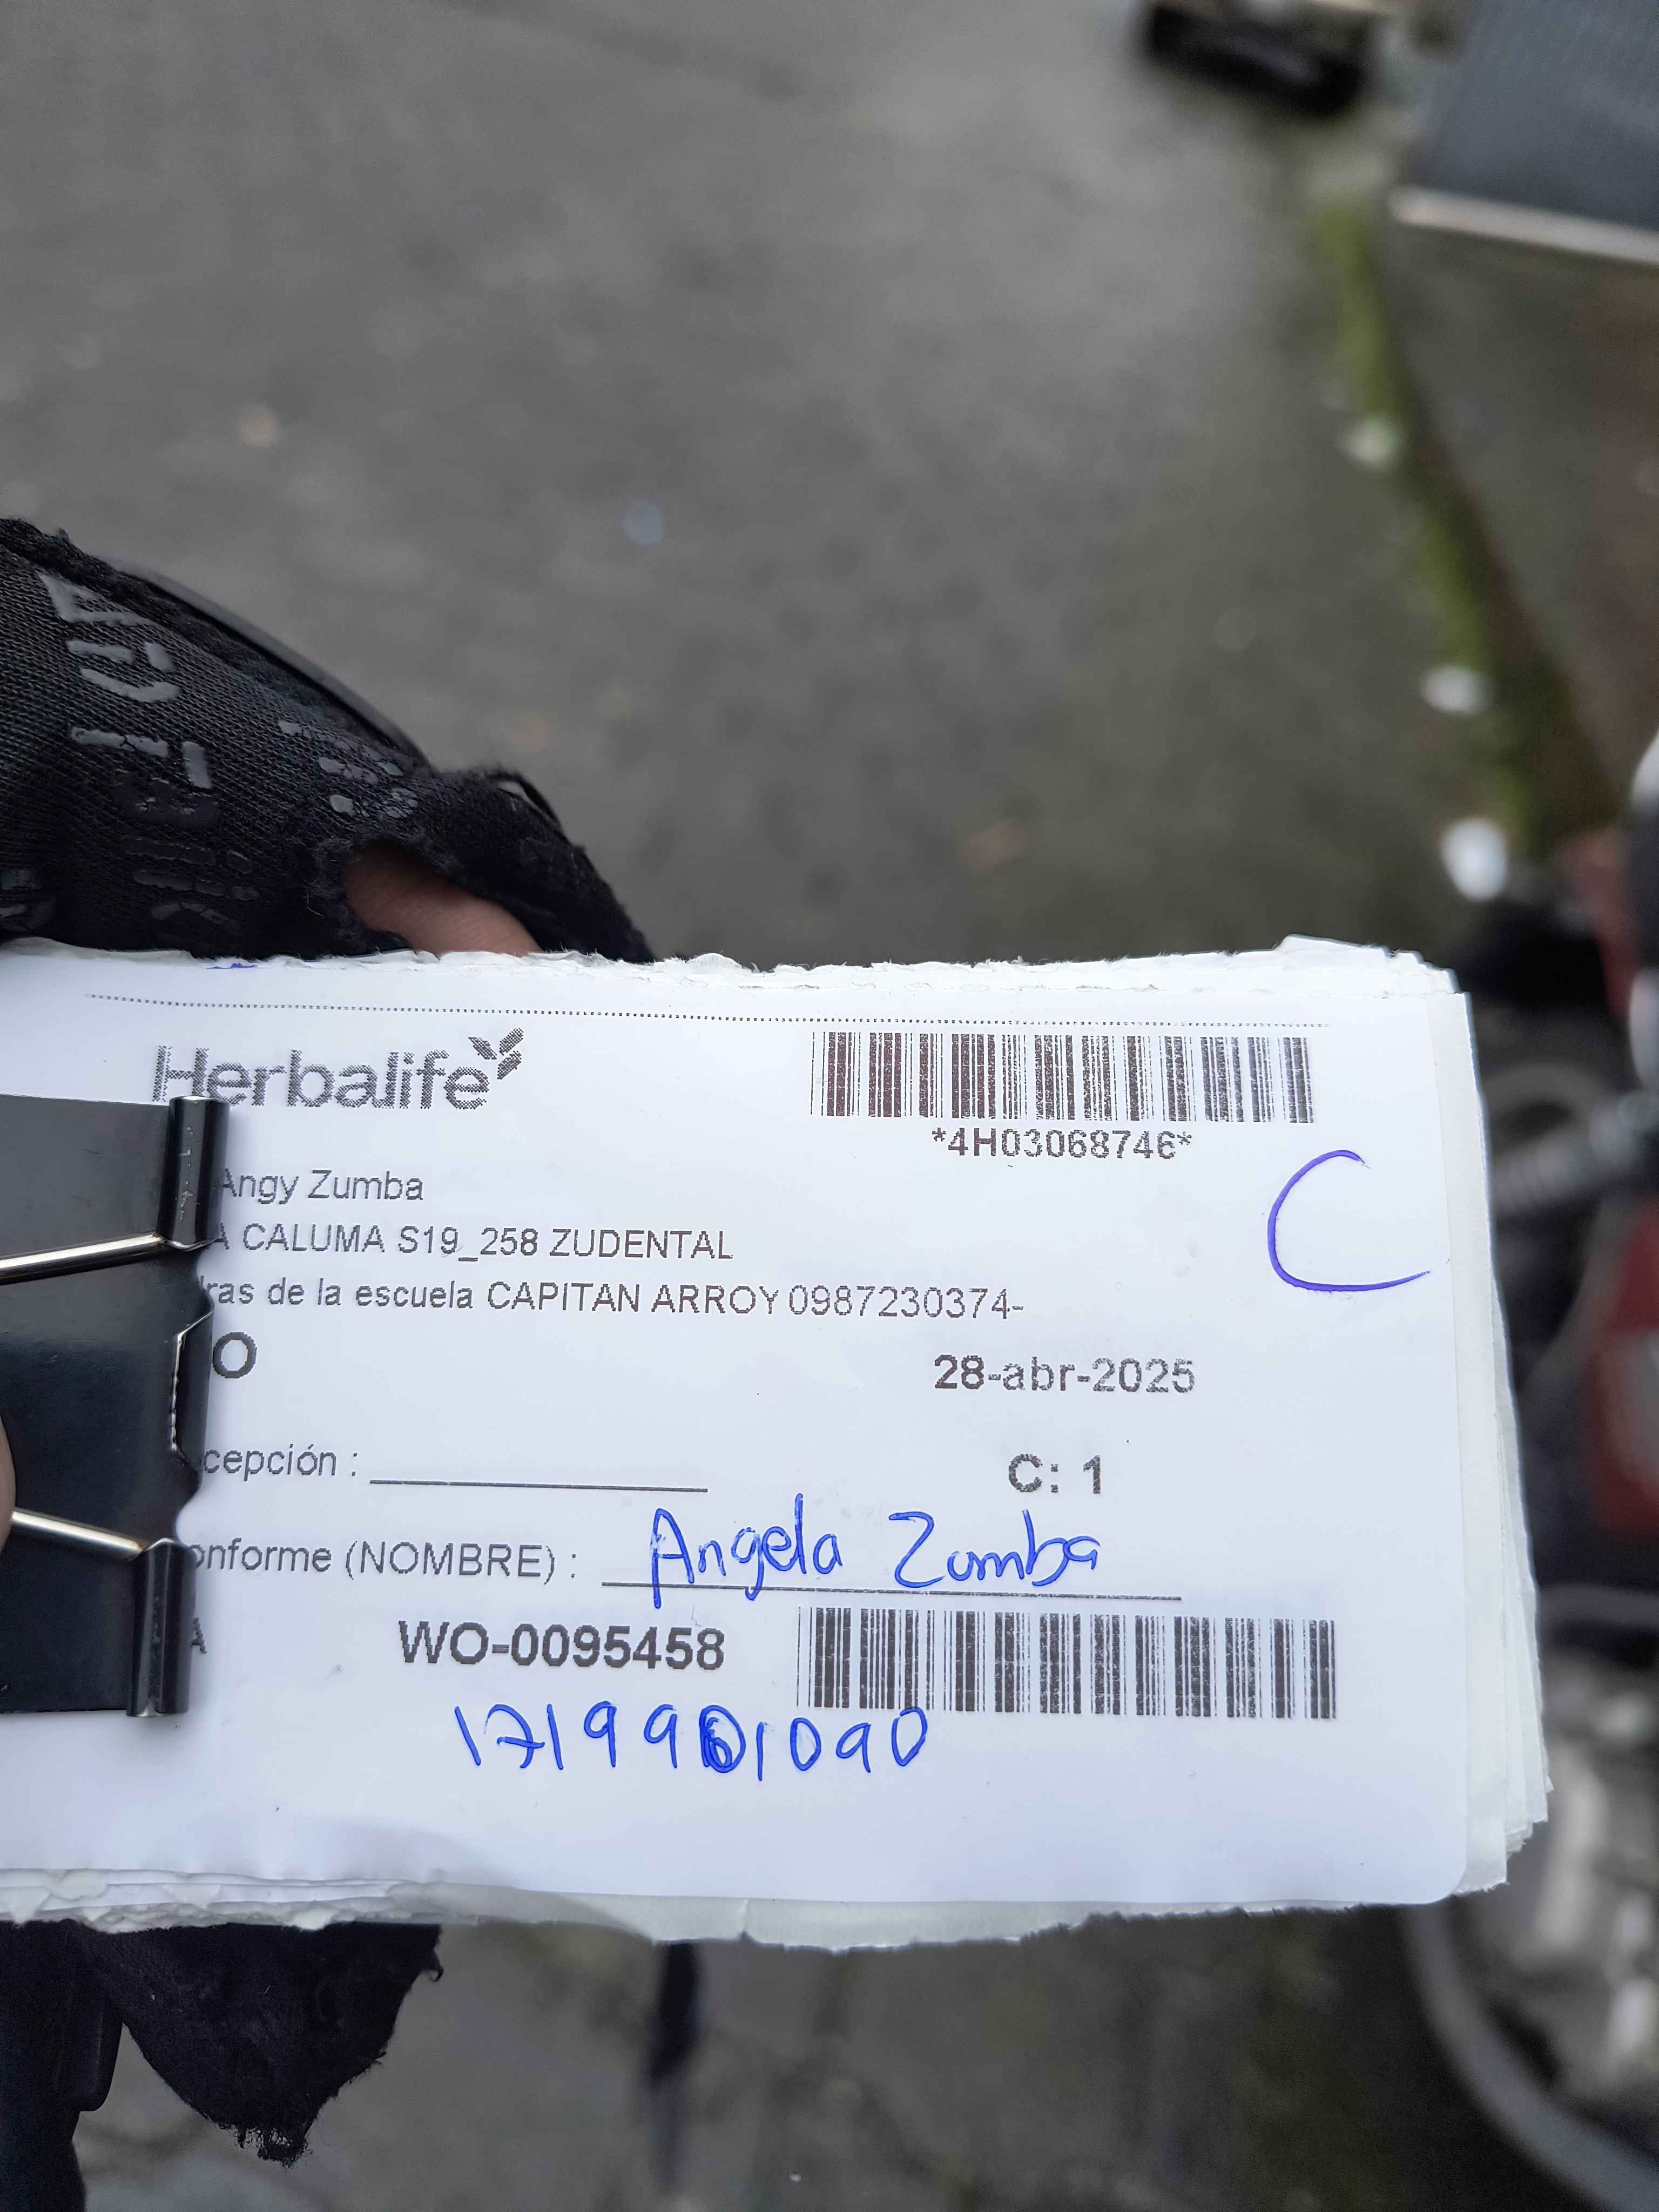 Herbalife
*4H03068746*
Angy Zumba
A CALUMA S19_258 ZUDENTAL
dras de la escuela CAPITAN ARROY 0987230374-
O
28-abr-2025
cepción :
C: 1
C
onforme (NOMBRE) : Angela Zumba
A
WO-0095458